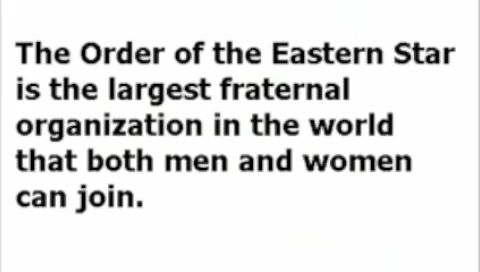 The Order of the Eastern Star
is the largest fraternal
organization in the world
that both men and women
can join.